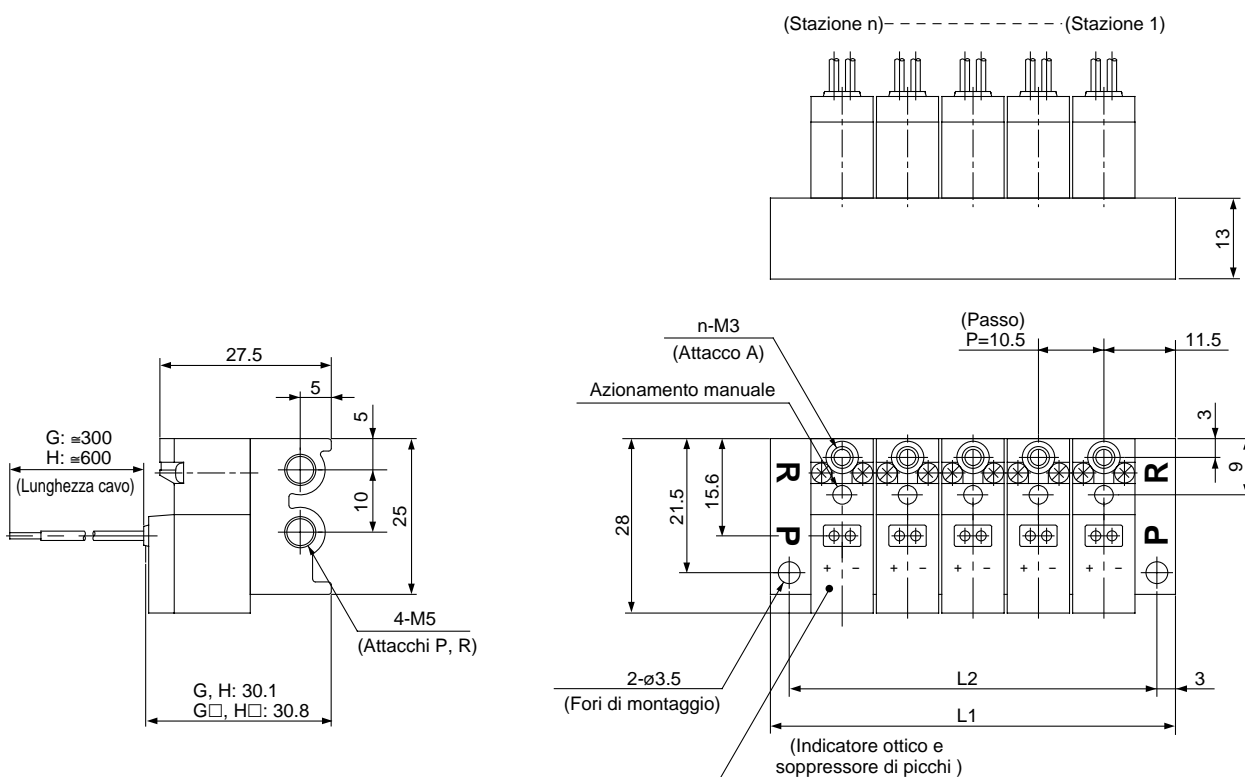 (Stazione n) (Stazione 1)
13
n-M3
(Attacco A)
(Passo)
P=10.5
11.5
Azionamento manuale
27.5
5
5
G: ≅300
H: ≅600
(Lunghezza cavo)
10
25
4-M5
(Attacchi P, R)
G, H: 30.1
G□, H□: 30.8
28
21.5
15.6
3
9
R R
P P
+ − + − + − + − + −
2-ø3.5
(Fori di montaggio)
L2
3
L1
(Indicatore ottico e
soppressore di picchi )